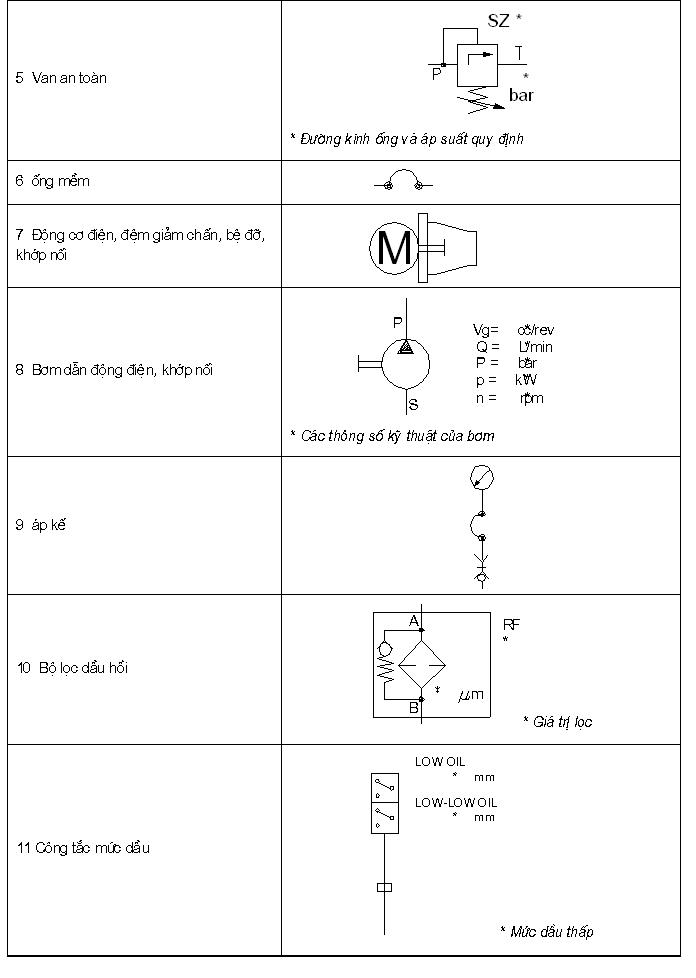 SZ *
5 Van an toàn
T
P
*
bar
* Đường kính ống và áp suất quy định
6 ống mềm
7 Động cơ điện, đệm giảm chấn, bệ đỡ,
khớp nối
M
P
Vg= cc*/rev
Q = L*/min
8 Bơm dẫn động điện, khớp nối
P = bar*
p = kW*
n = rpm*
S
* Các thông số kỹ thuật của bơm
9 áp kế
A
RF
*
10 Bộ lọc dầu hồi
* μm
B
* Giá trị lọc
LOW OIL
* mm
LOW-LOW OIL
* mm
11 Công tắc mức dầu
* Mức dầu thấp